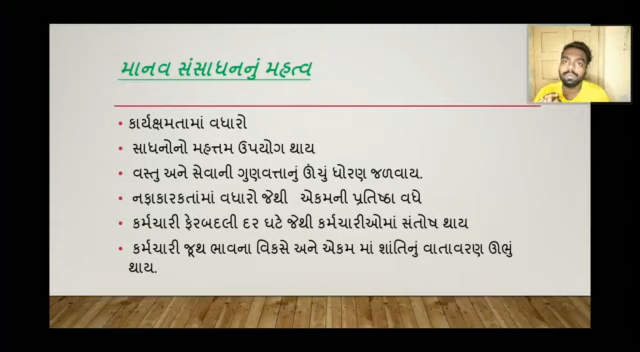 માનવ સંસાધનનું મહત્વ
• કાર્યક્ષમતામાં વધારો
• સાધનોનો મહત્તમ ઉપયોગ થાય
• વસ્તુ અને સેવાની ગુણવત્તાનું ઊંચું ધોરણ જળવાય.
• નફાકારકતાંમાં વધારો જેથી એકમની પ્રતિષ્ઠા વધે
• કર્મચારી ફેરબદલી દર ઘટે જેથી કર્મચારીઓમાં સંતોષ થાય
• કર્મચારી જૂથ ભાવના વિકસે અને એકમ માં શાંતિનું વાતાવરણ ઊભું
થાય.